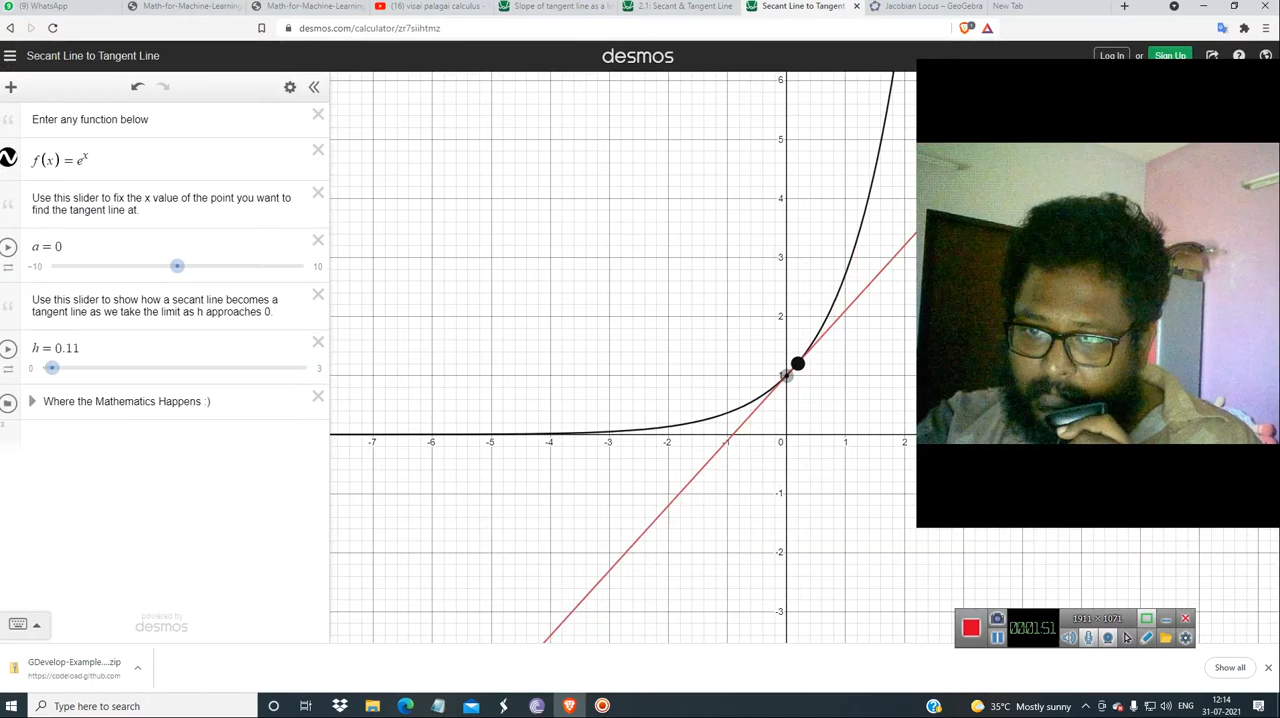 (9) WhatsApp
Math-for-Machine-Learning
Math-for-Machine-Learning
(16) visai palagai calculus -
Slope of tangent line as a li
2.1: Secant & Tangent Line
Secant Line to Tangent
Jacobian Locus – GeoGebra
New Tab
desmos.com/calculator/zr7siihtmz
Secant Line to Tangent Line
desmos
Log In
or
Sign Up
Enter any function below
f(x) = e^x
Use this slider to fix the x value of the point you want to
find the tangent line at.
a = 0
-10
10
Use this slider to show how a secant line becomes a
tangent line as we take the limit as h approaches 0.
h = 0.11
0
3
Where the Mathematics Happens :)
3
6
5
4
3
2
1
-7 -6 -5 -4 -3 -2 -1 0 1 2
-1
-2
-3
powered by
desmos
000:1:51
1911 × 1071
GDevelop-Example....zip
https://codeload.github.com
Show all
Type here to search
35°C Mostly sunny
ENG
12:14
31-07-2021